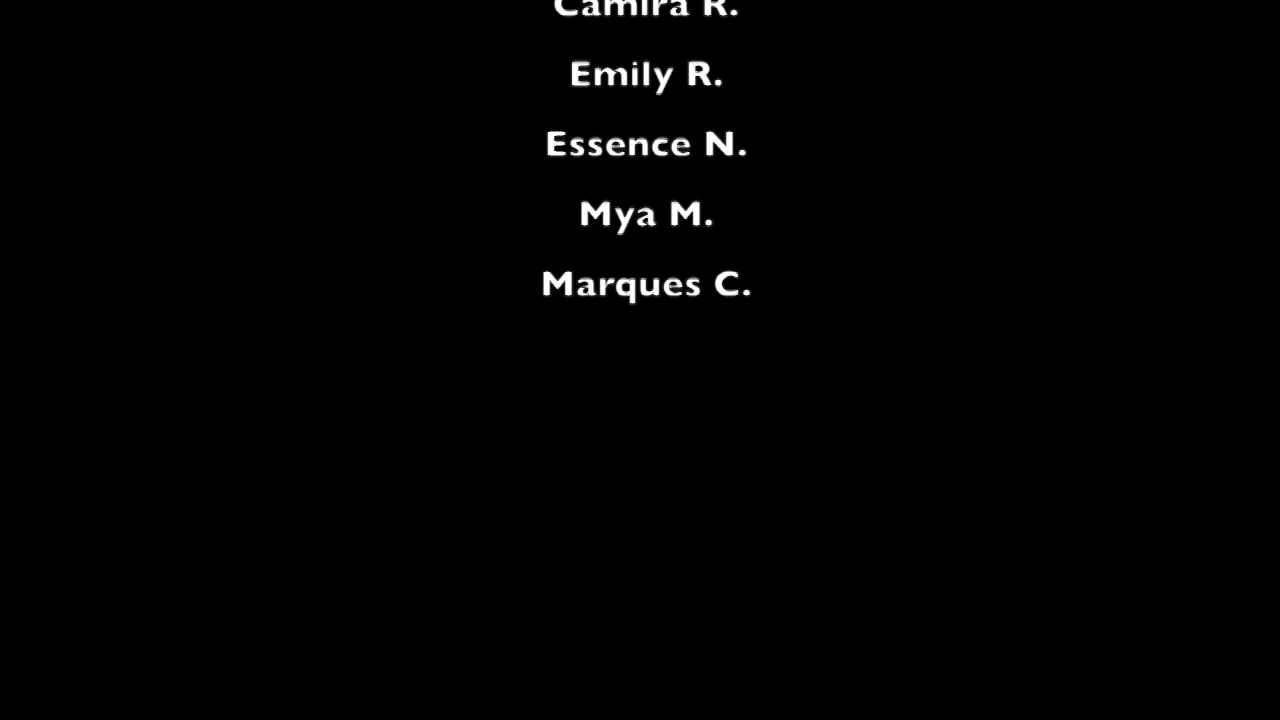 Camira R.
Emily R.
Essence N.
Mya M.
Marques C.